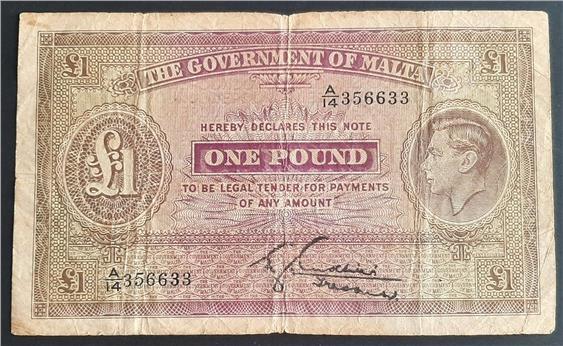 £1
£1
THE GOVERNMENT OF MALTA
A/14 356633
HEREBY DECLARES THIS NOTE
ONE POUND
TO BE LEGAL TENDER FOR PAYMENTS
OF ANY AMOUNT
£1
£1
A/14 356633
Treasurer.
£1